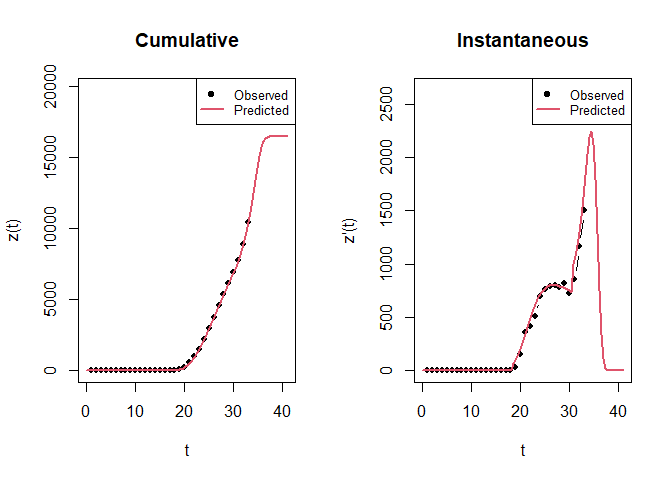 Cumulative
Observed
Predicted
z(t)
0
5000
10000
15000
20000
0 10 20 30 40
t
Instantaneous
Observed
Predicted
z'(t)
0
500
1000
1500
2000
2500
0 10 20 30 40
t